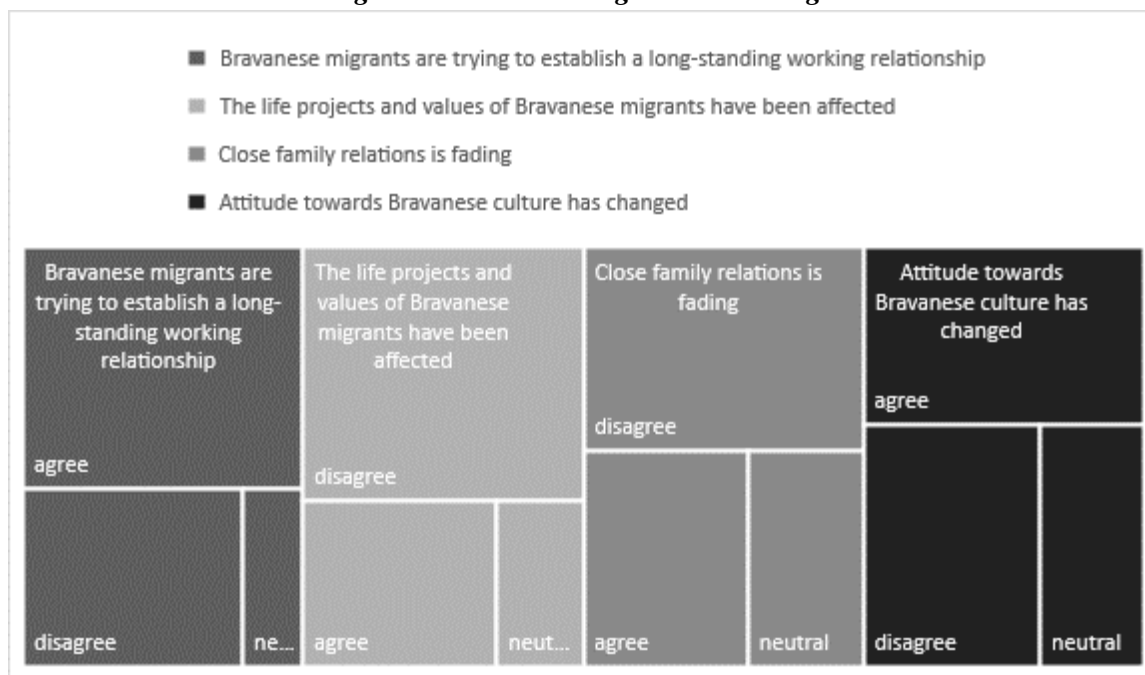 Bravanese migrants are trying to establish a long-standing working relationship
The life projects and values of Bravanese migrants have been affected
Close family relations is fading
Attitude towards Bravanese culture has changed
Bravanese migrants are
trying to establish a long-
standing working
relationship
agree
disagree
ne...
The life projects and
values of Bravanese
migrants have been
affected
disagree
agree
neut...
Close family relations is
fading
disagree
agree
neutral
Attitude towards
Bravanese culture has
changed
agree
disagree
neutral